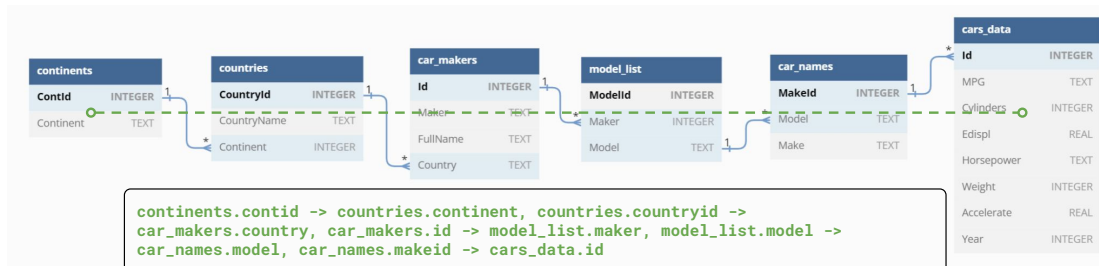 continents
ContId INTEGER
Continent TEXT
1
*
countries
CountryId INTEGER
CountryName TEXT
Continent INTEGER
1
*
car_makers
Id INTEGER
Maker TEXT
FullName TEXT
Country TEXT
1
*
model_list
ModelId INTEGER
Maker INTEGER
Model TEXT
1
*
car_names
MakeId INTEGER
Model TEXT
Make TEXT
1
*
cars_data
Id INTEGER
MPG TEXT
Cylinders INTEGER
Edispl REAL
Horsepower TEXT
Weight INTEGER
Accelerate REAL
Year INTEGER
continents.contid -> countries.continent, countries.countryid ->
car_makers.country, car_makers.id -> model_list.maker, model_list.model ->
car_names.model, car_names.makeid -> cars_data.id